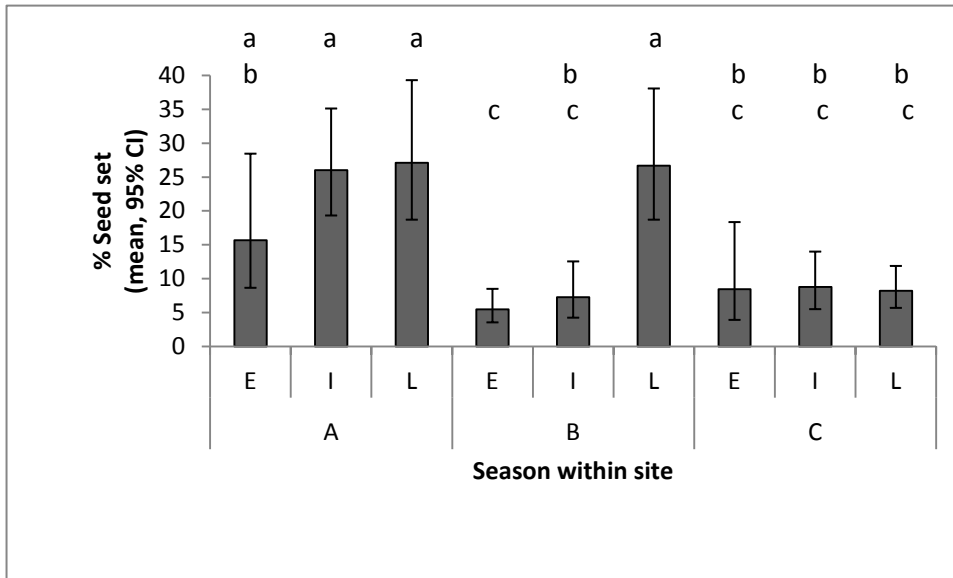 a a a a
b b b b b
c c c c c
40
35
30
25
20
15
10
5
0
% Seed set
(mean, 95% CI)
E I L E I L E I L
A B C
Season within site